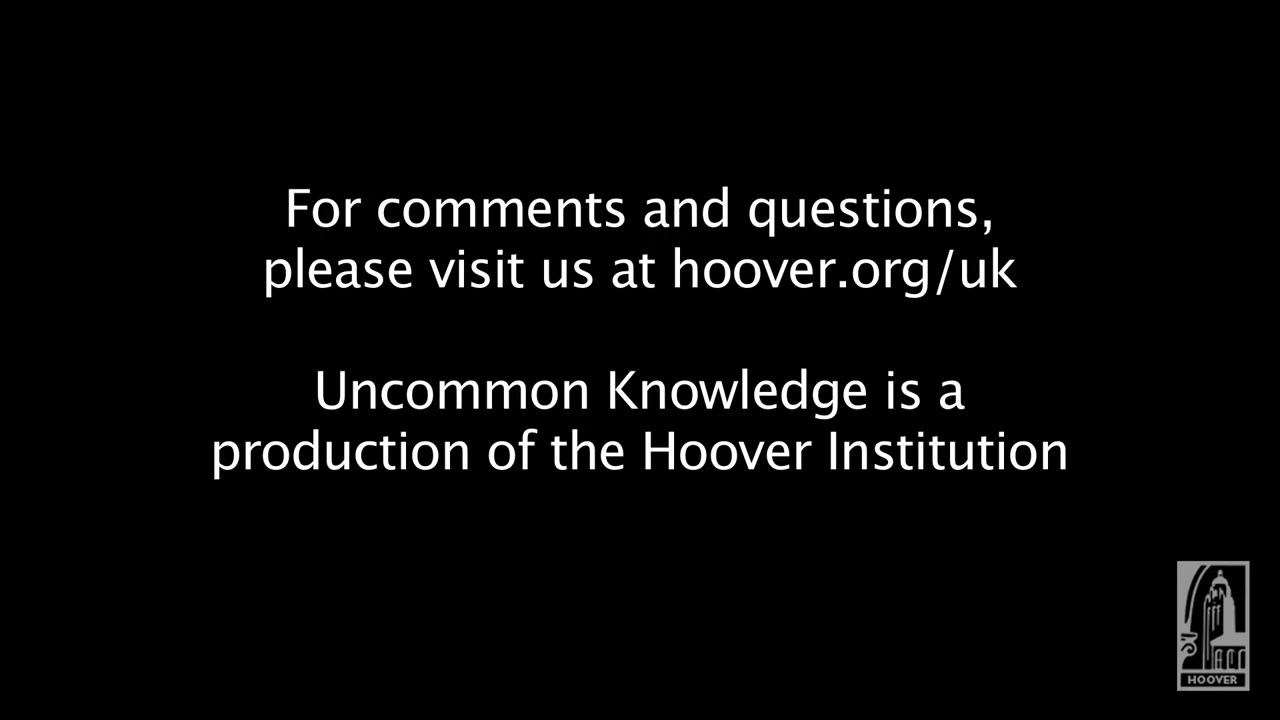 For comments and questions,
please visit us at hoover.org/uk
Uncommon Knowledge is a
production of the Hoover Institution
HOOVER